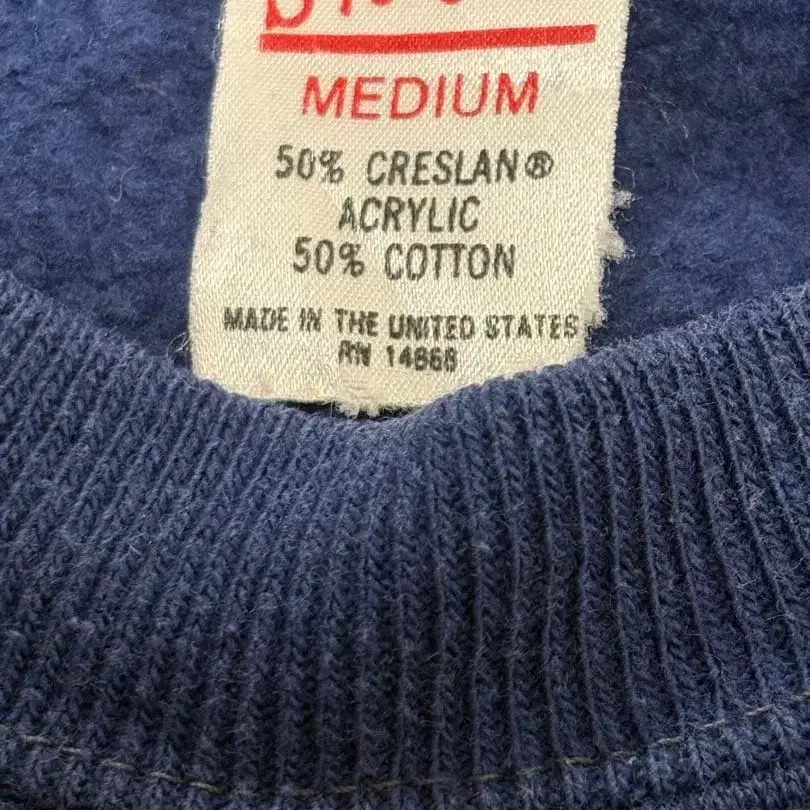 MEDIUM
50% CRESLAN®
ACRYLIC
50% COTTON
MADE IN THE UNITED STATES
RN 14868